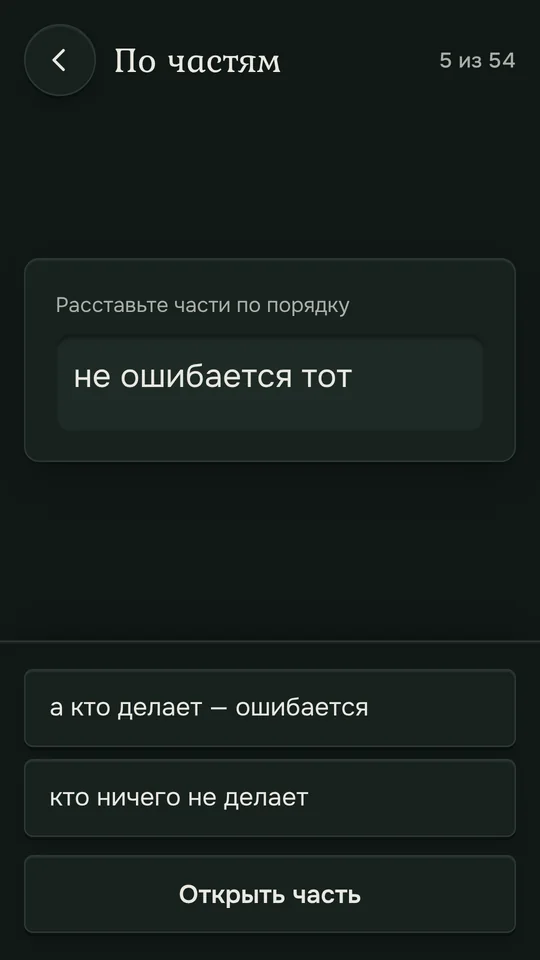 По частям
5 из 54
Расставьте части по порядку
не ошибается тот
а кто делает — ошибается
кто ничего не делает
Открыть часть